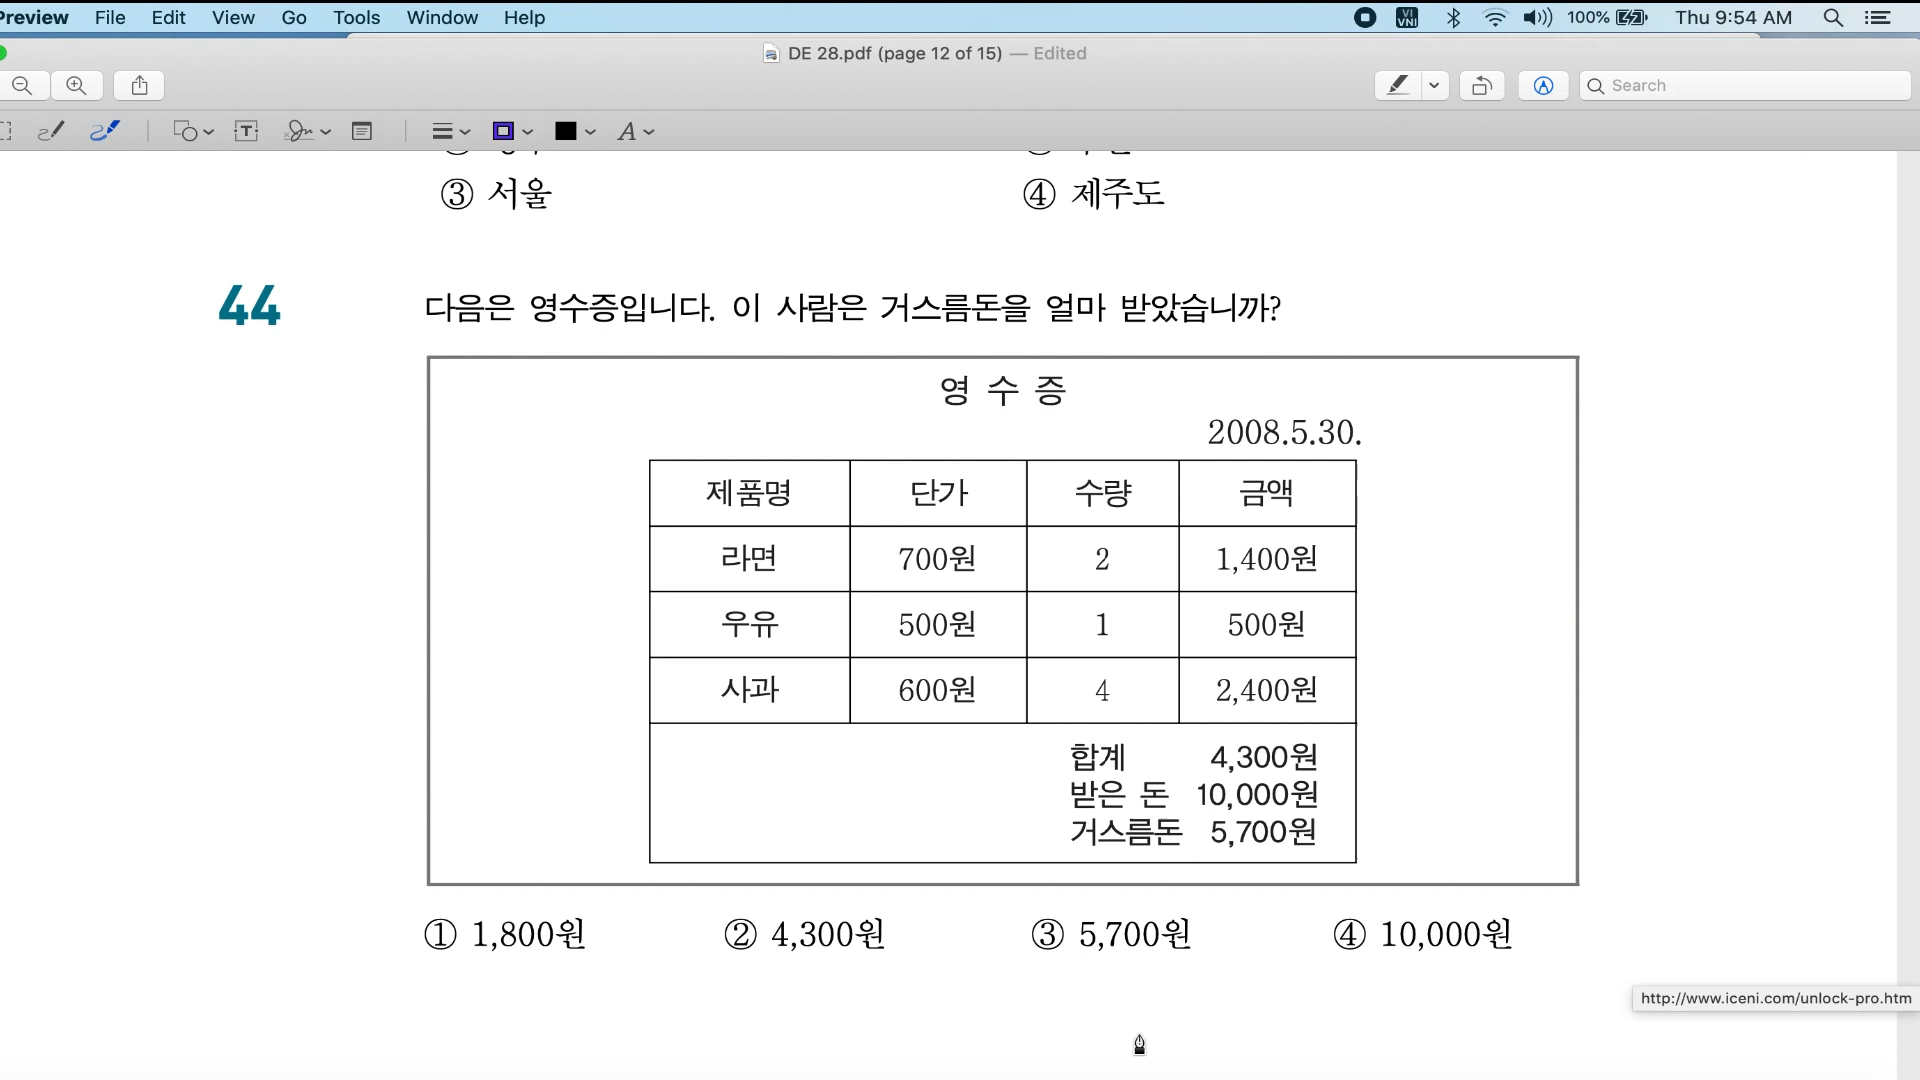 Preview File Edit View Go Tools Window Help VI VNI 100% Thu 9:54 AM
DE 28.pdf (page 12 of 15) — Edited
Search
③ 서울 ④ 제주도
44 다음은 영수증입니다. 이 사람은 거스름돈을 얼마 받았습니까?
영 수 증
2008.5.30.
제품명 단가 수량 금액
라면 700원 2 1,400원
우유 500원 1 500원
사과 600원 4 2,400원
합계 4,300원
받은 돈 10,000원
거스름돈 5,700원
① 1,800원 ② 4,300원 ③ 5,700원 ④ 10,000원
http://www.iceni.com/unlock-pro.htm